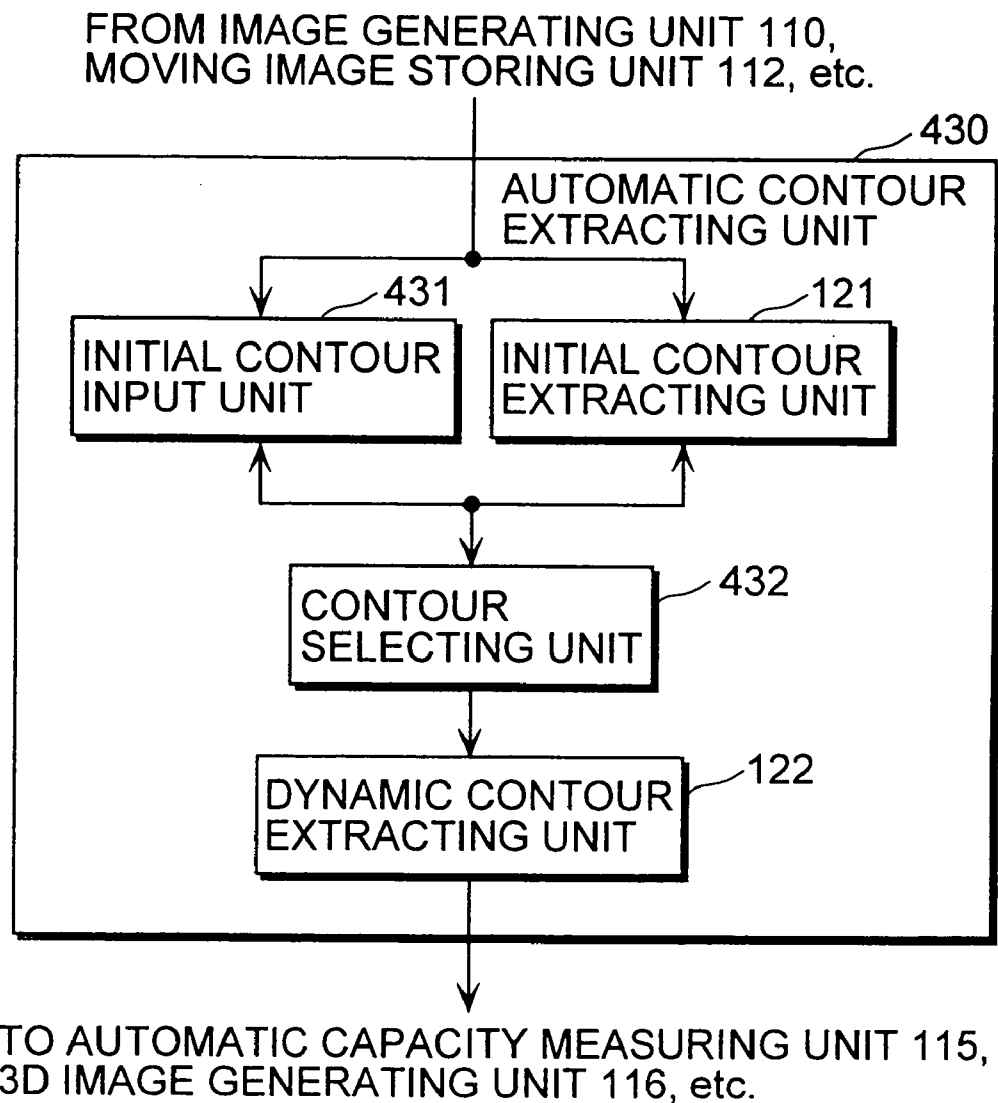 FROM IMAGE GENERATING UNIT 110,
MOVING IMAGE STORING UNIT 112, etc.
430
AUTOMATIC CONTOUR
EXTRACTING UNIT
431
121
INITIAL CONTOUR
INPUT UNIT
INITIAL CONTOUR
EXTRACTING UNIT
432
CONTOUR
SELECTING UNIT
122
DYNAMIC CONTOUR
EXTRACTING UNIT
TO AUTOMATIC CAPACITY MEASURING UNIT 115,
3D IMAGE GENERATING UNIT 116, etc.